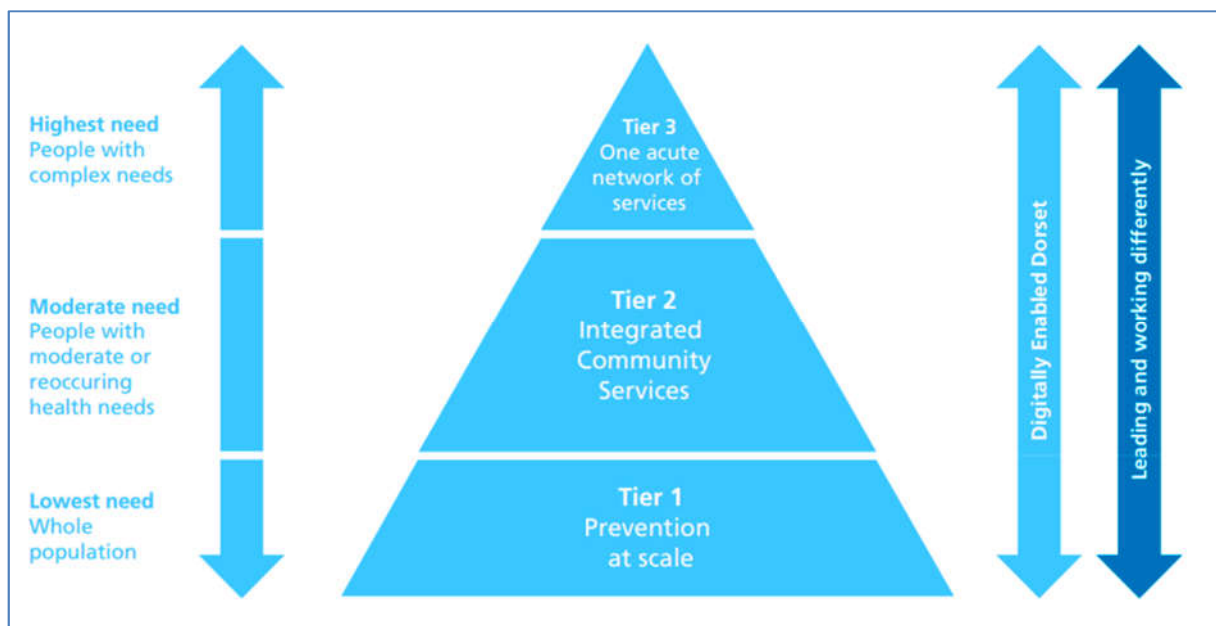 Highest need
People with
complex needs
Moderate need
People with
moderate or
reoccuring
health needs
Lowest need
Whole
population
Tier 3
One acute
network of
services
Tier 2
Integrated
Community
Services
Tier 1
Prevention
at scale
Digitally Enabled Dorset
Leading and working differently